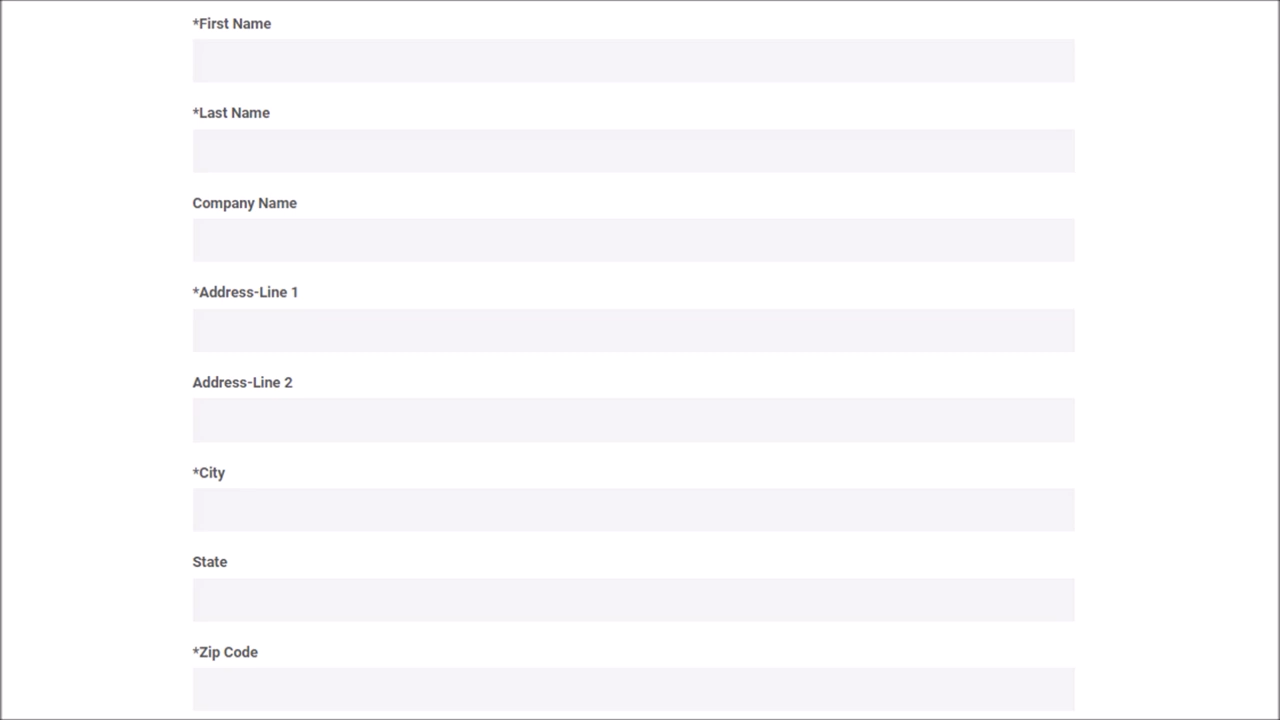 *First Name
*Last Name
Company Name
*Address-Line 1
Address-Line 2
*City
State
*Zip Code